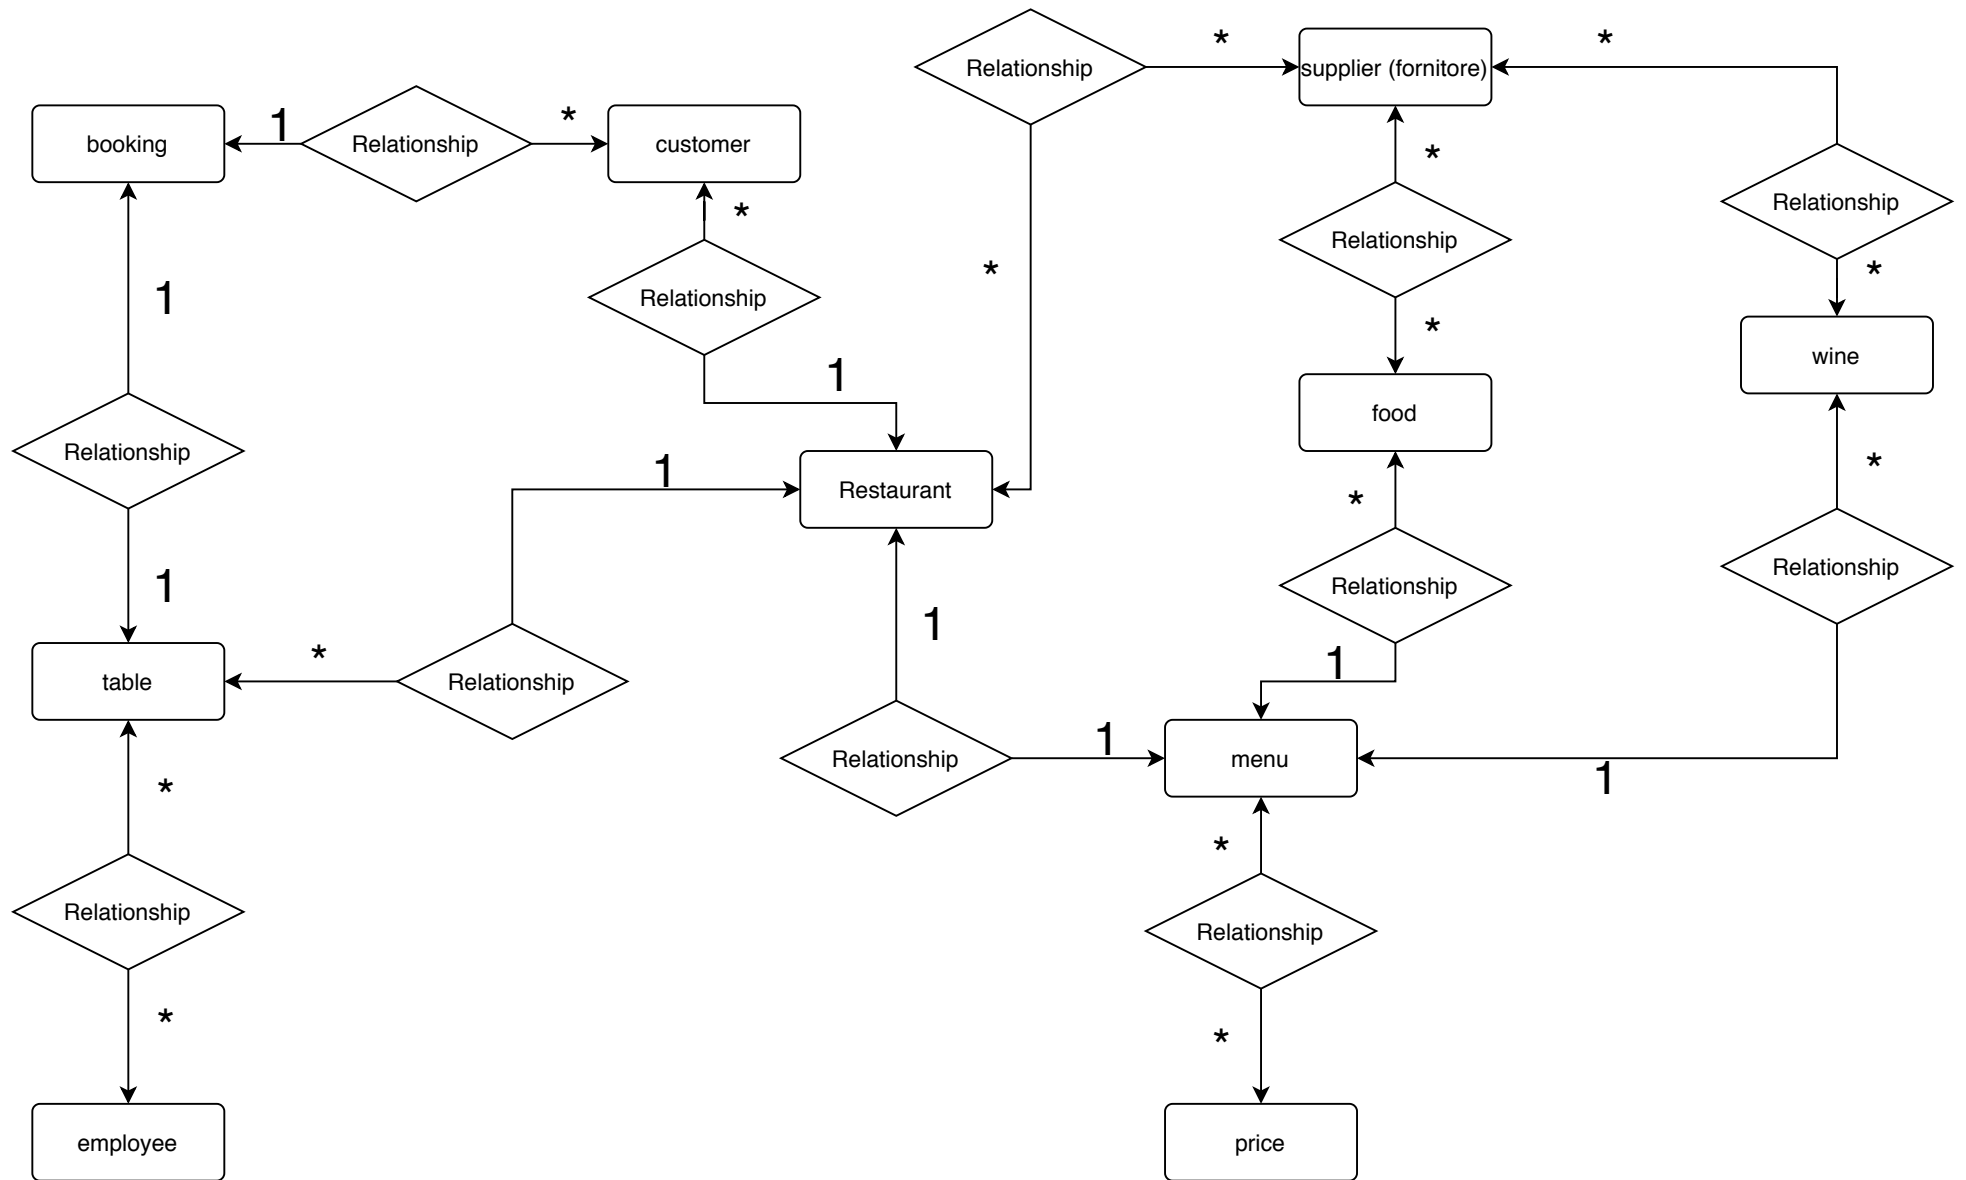 Relationship
*
supplier (fornitore)
*
booking
1
Relationship
*
customer
*
Relationship
*
Relationship
*
Relationship
1
*
Relationship
*
*
wine
1
food
Relationship
1
Restaurant
*
*
1
Relationship
*
Relationship
1
1
table
*
Relationship
Relationship
1
menu
1
*
*
Relationship
Relationship
*
*
employee
price